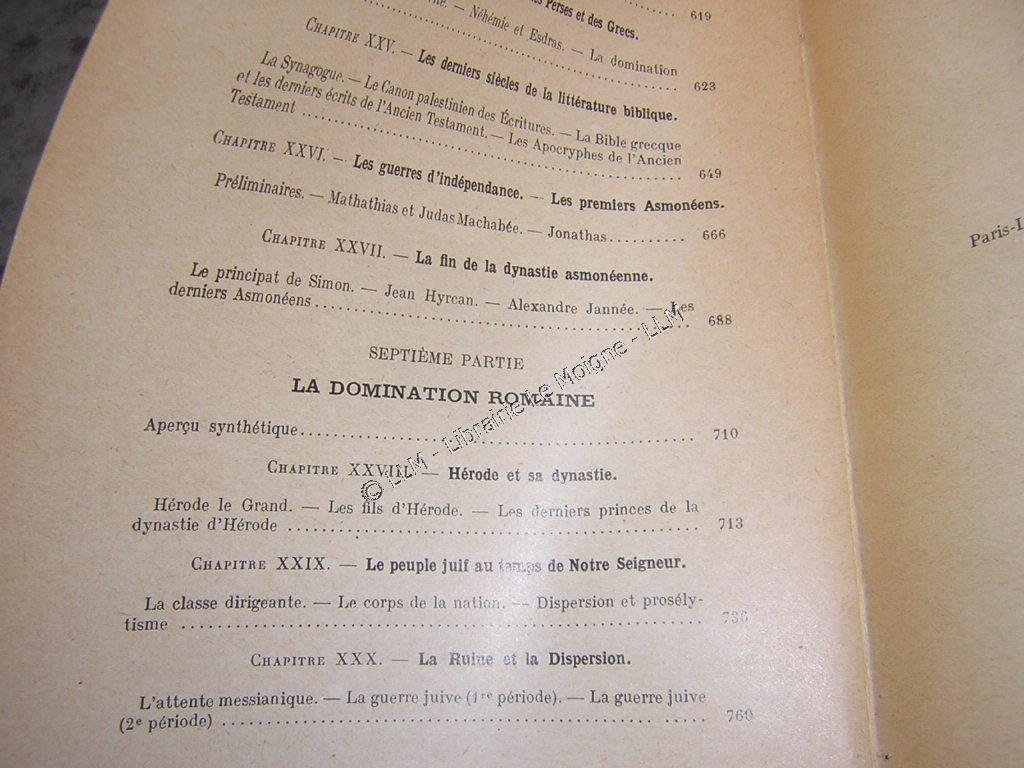 Perses et des Grecs. 619
Néhémie et Esdras. — La domination
623
CHAPITRE XXV. — Les derniers siècles de la littérature biblique.
La Synagogue. — Le Canon palestinien des Écritures. — La Bible grecque
et les derniers écrits de l'Ancien Testament. — Les Apocryphes de l'Ancien
Testament 649
CHAPITRE XXVI. — Les guerres d'indépendance. — Les premiers Asmonéens.
Préliminaires. — Mathathias et Judas Machabée. — Jonathas 666
CHAPITRE XXVII. — La fin de la dynastie asmonéenne.
Le principat de Simon. — Jean Hyrcan. — Alexandre Jannée. — Les
derniers Asmonéens 688
SEPTIÈME PARTIE
LA DOMINATION ROMAINE
Aperçu synthétique 710
CHAPITRE XXVIII. — Hérode et sa dynastie.
Hérode le Grand. — Les fils d'Hérode. — Les derniers princes de la
dynastie d'Hérode 713
CHAPITRE XXIX. — Le peuple juif au temps de Notre Seigneur.
La classe dirigeante. — Le corps de la nation. — Dispersion et prosély-
tisme 736
CHAPITRE XXX. — La Ruine et la Dispersion.
L'attente messianique. — La guerre juive (1re période). — La guerre juive
(2e période) 760
Paris-L
© LLM - Librairie Le Moigne - LLM